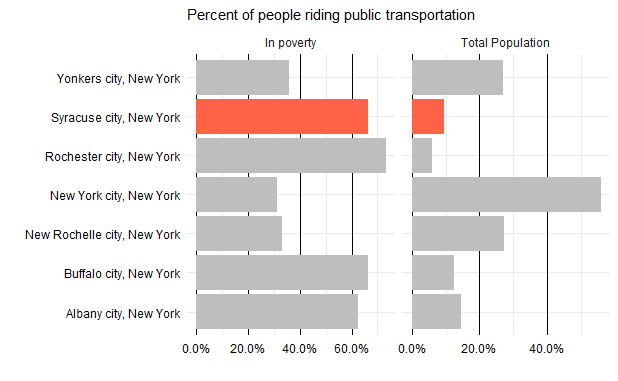 Percent of people riding public transportation
In poverty
Total Population
Yonkers city, New York
Syracuse city, New York
Rochester city, New York
New York city, New York
New Rochelle city, New York
Buffalo city, New York
Albany city, New York
0.0% 20.0% 40.0% 60.0% 0.0% 20.0% 40.0%